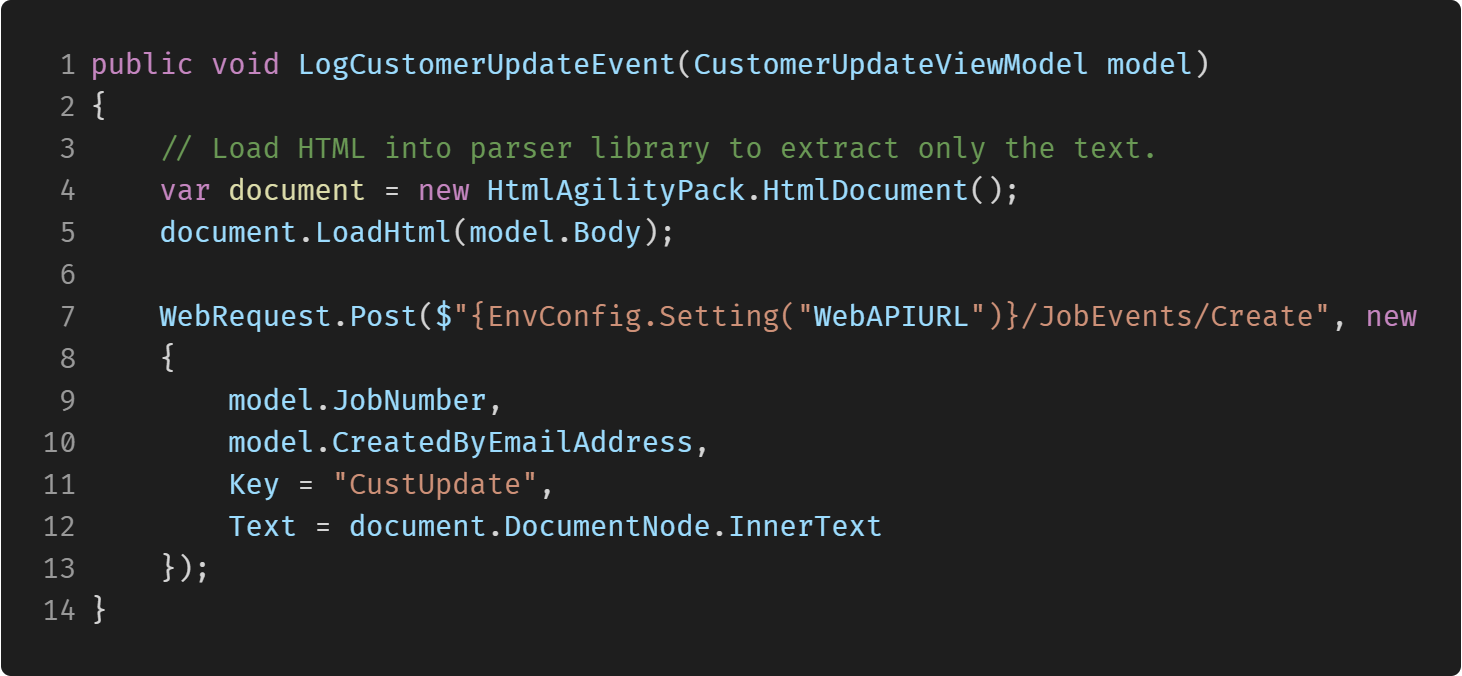 1 public void LogCustomerUpdateEvent(CustomerUpdateViewModel model)
2 {
3     // Load HTML into parser library to extract only the text.
4     var document = new HtmlAgilityPack.HtmlDocument();
5     document.LoadHtml(model.Body);
6
7     WebRequest.Post($"{EnvConfig.Setting("WebAPIURL")}/JobEvents/Create", new
8     {
9         model.JobNumber,
10         model.CreatedByEmailAddress,
11         Key = "CustUpdate",
12         Text = document.DocumentNode.InnerText
13     });
14 }